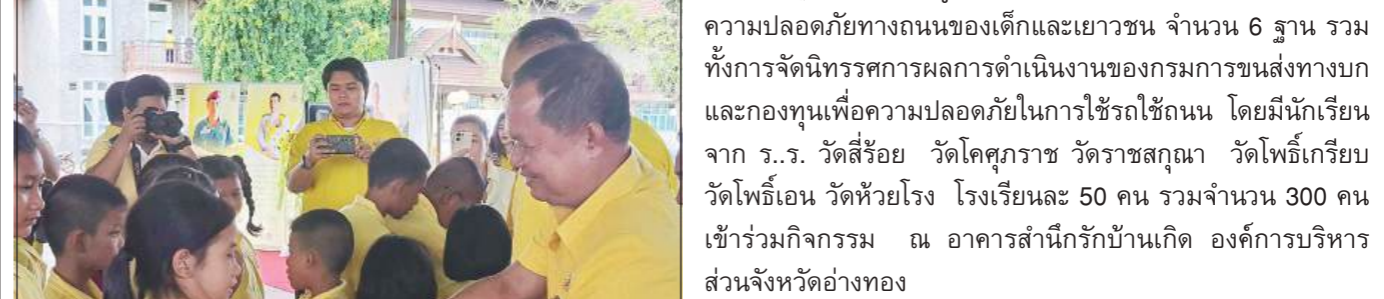 ความปลอดภัยทางถนนของเด็กและเยาวชน จำนวน 6 ฐาน รวม
ทั้งการจัดนิทรรศการผลการดำเนินงานของกรมการขนส่งทางบก
และกองทุนเพื่อความปลอดภัยในการใช้รถใช้ถนน โดยมีนักเรียน
จาก ร..ร. วัดสี่ร้อย วัดโคศุภราช วัดราชสกุณา วัดโพธิ์เกรียบ
วัดโพธิ์เอน วัดห้วยโรง โรงเรียนละ 50 คน รวมจำนวน 300 คน
เข้าร่วมกิจกรรม ณ อาคารสำนึกรักบ้านเกิด องค์การบริหาร
ส่วนจังหวัดอ่างทอง